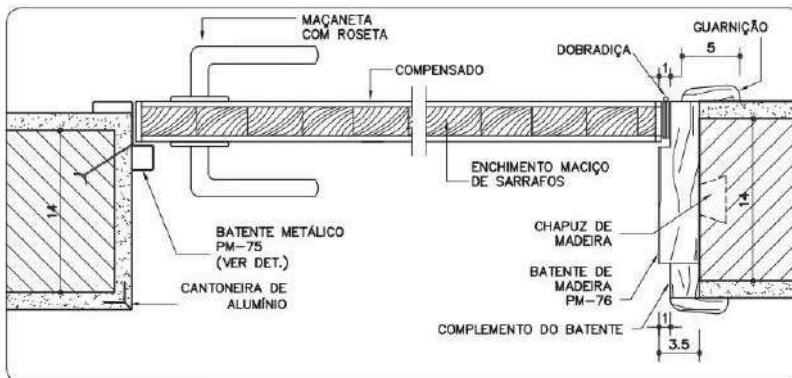 MAÇANETA
COM ROSETA
GUARNIÇÃO
DOBRADIÇA
5
1
COMPENSADO
ENCHIMENTO MACIÇO
DE SARRAFOS
14
14
CHAPUZ DE
MADEIRA
BATENTE METÁLICO
PM-75
(VER DET.)
BATENTE DE
MADEIRA
PM-76
CANTONEIRA DE
ALUMÍNIO
COMPLEMENTO DO BATENTE
1
3.5